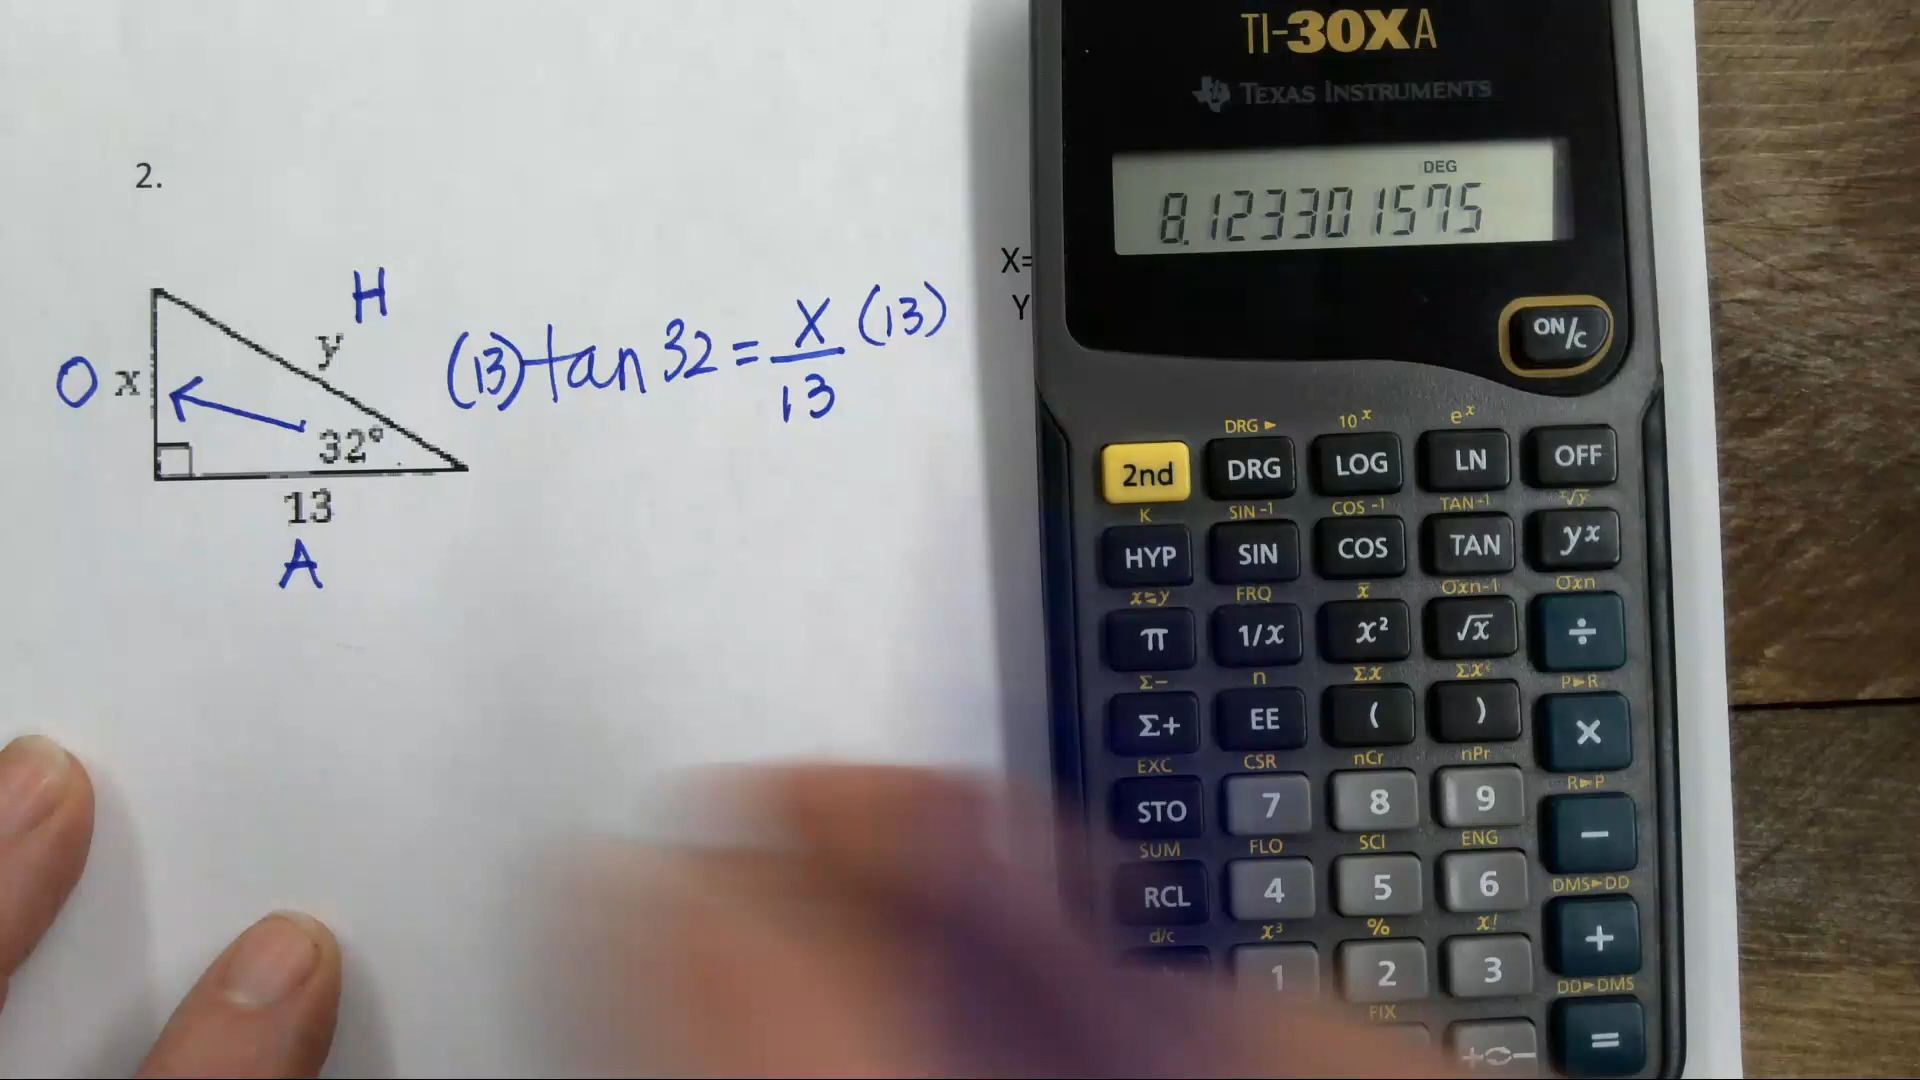 2.
H
y
O x
32°
13
A
(13) tan 32 = X/13 (13)
X=
Y
TI-30XA
TEXAS INSTRUMENTS
DEG
8.123301575
ON/C
DRG► 10ˣ eˣ
2nd DRG LOG LN OFF
K SIN⁻¹ COS⁻¹ TAN⁻¹ ˣ√y
HYP SIN COS TAN yx
x⇆y FRQ x̄ σxn-1 σxn
π 1/x x² √x ÷
Σ- n Σx Σx² P►R
Σ+ EE ( ) ×
EXC CSR nCr nPr R►P
STO 7 8 9 −
SUM FLO SCI ENG DMS►DD
RCL 4 5 6 +
d/c x³ % x! DD►DMS
1 2 3 =
FIX
+⇆−